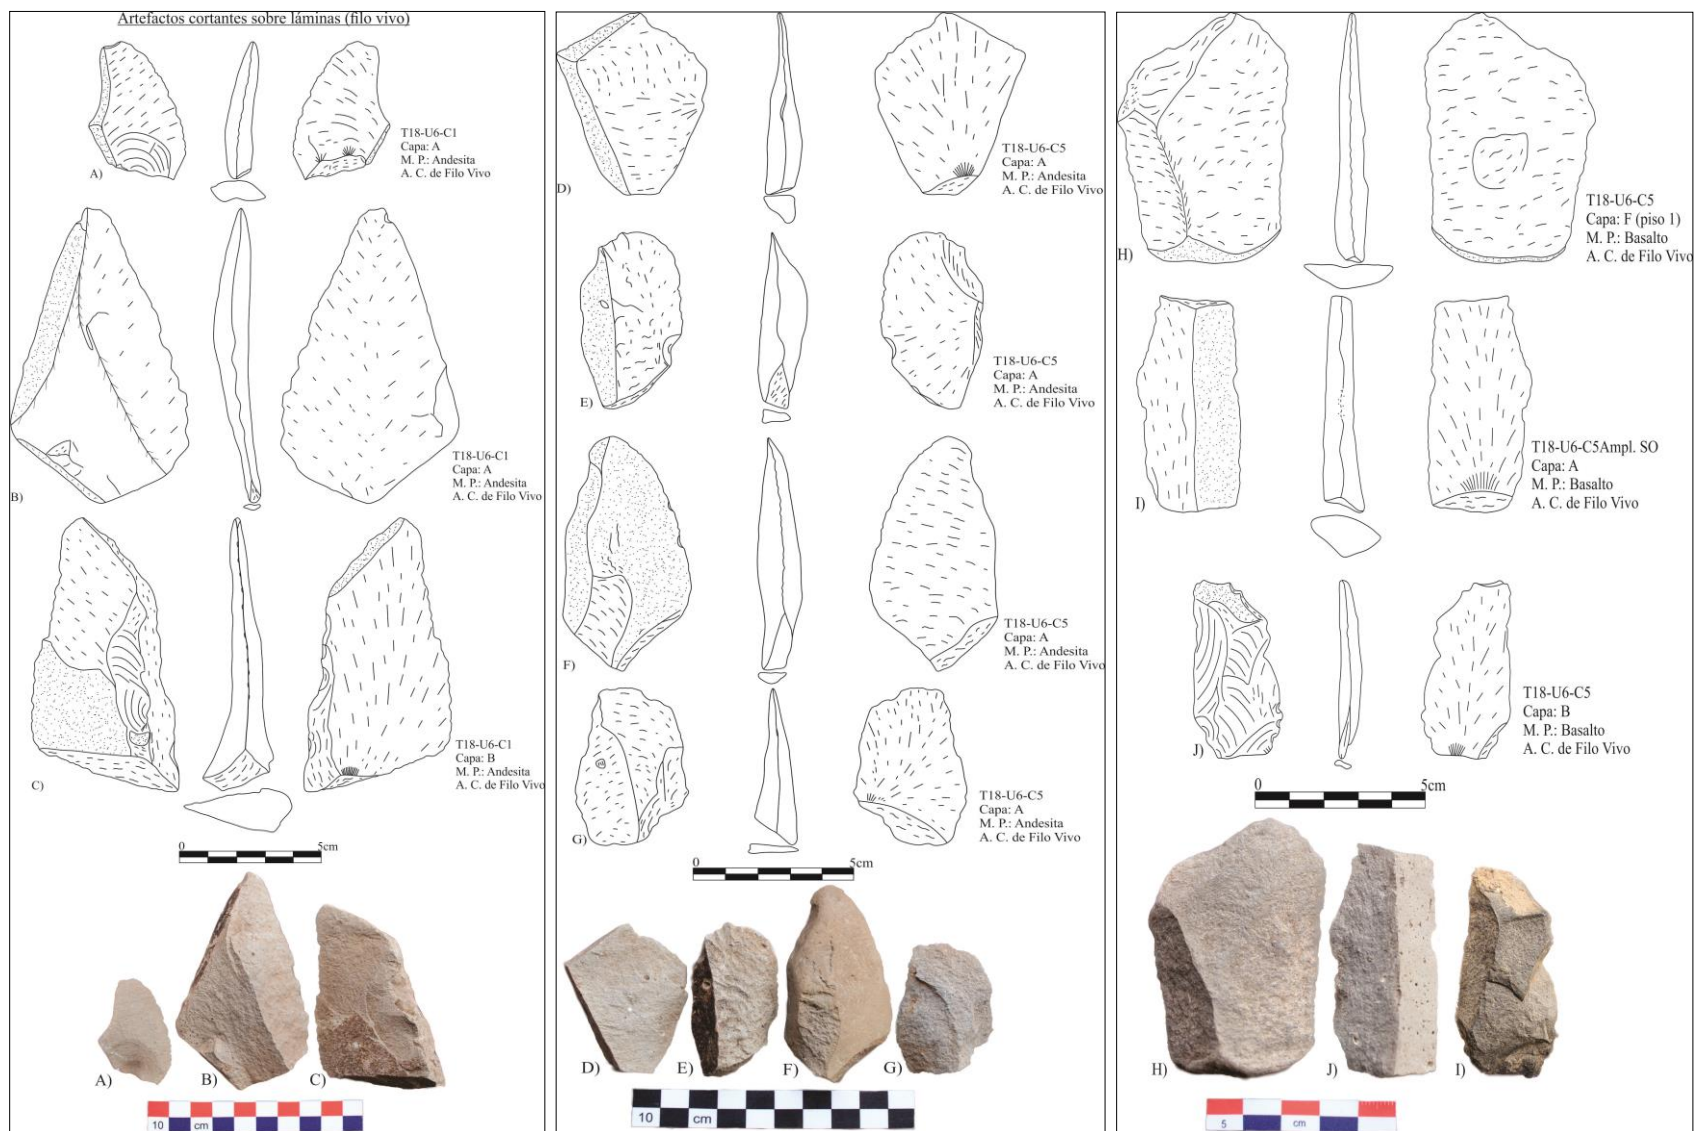 Artefactos cortantes sobre láminas (filo vivo)
T18-U6-C1
Capa: A
M. P.: Andesita
A. C. de Filo Vivo
A)
T18-U6-C1
Capa: A
M. P.: Andesita
A. C. de Filo Vivo
B)
T18-U6-C1
Capa: B
M. P.: Andesita
A. C. de Filo Vivo
C)
0 5cm
A) B) C)
10 cm
T18-U6-C5
Capa: A
M. P.: Andesita
A. C. de Filo Vivo
D)
T18-U6-C5
Capa: A
M. P.: Andesita
A. C. de Filo Vivo
E)
T18-U6-C5
Capa: A
M. P.: Andesita
A. C. de Filo Vivo
F)
T18-U6-C5
Capa: A
M. P.: Andesita
A. C. de Filo Vivo
G)
0 5cm
D) E) F) G)
10 cm
T18-U6-C5
Capa: F (piso 1)
M. P.: Basalto
A. C. de Filo Vivo
H)
T18-U6-C5Ampl. SO
Capa: A
M. P.: Basalto
A. C. de Filo Vivo
I)
T18-U6-C5
Capa: B
M. P.: Basalto
A. C. de Filo Vivo
J)
0 5cm
H) J) I)
5 cm